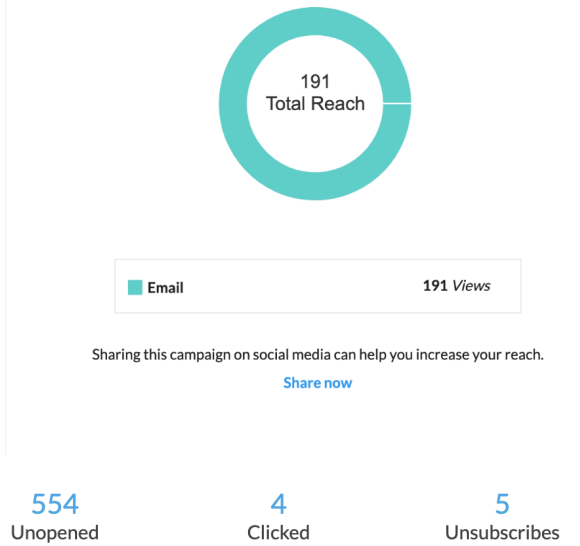 191
Total Reach
Email 191 Views
Sharing this campaign on social media can help you increase your reach.
Share now
554 4 5
Unopened Clicked Unsubscribes